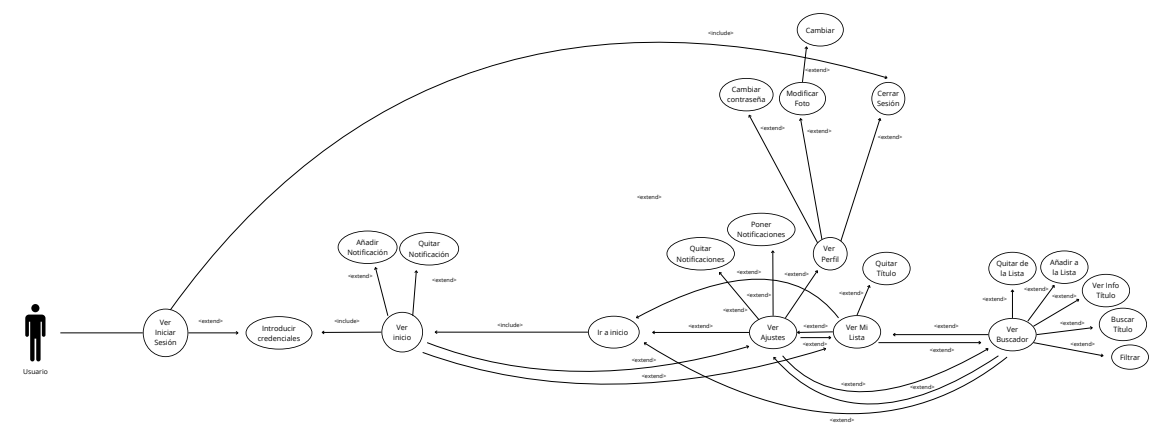 Cambiar
<include>
<extend>
Cambiar
contraseña
Modificar
Foto
Cerrar
Sesión
<extend>
<extend>
<extend>
<extend>
Poner
Notificaciones
Añadir
Notificación
Quitar
Notificación
Quitar
Notificaciones
Ver
Perfil
Quitar
Título
Quitar de
la Lista
Añadir a
la Lista
Ver Info
Título
<extend>
<extend>
<extend>
<extend>
<extend>
<extend>
<extend>
<extend>
<extend>
<extend>
<extend>
Ver
Iniciar
Sesión
<extend>
Introducir
credenciales
<include>
Ver
inicio
<include>
Ir a inicio
<extend>
Ver
Ajustes
<extend>
<extend>
Ver Mi
Lista
<extend>
<extend>
Ver
Buscador
<extend>
Buscar
Título
<extend>
Filtrar
Usuario
<extend>
<extend>
<extend>
<extend>
<extend>